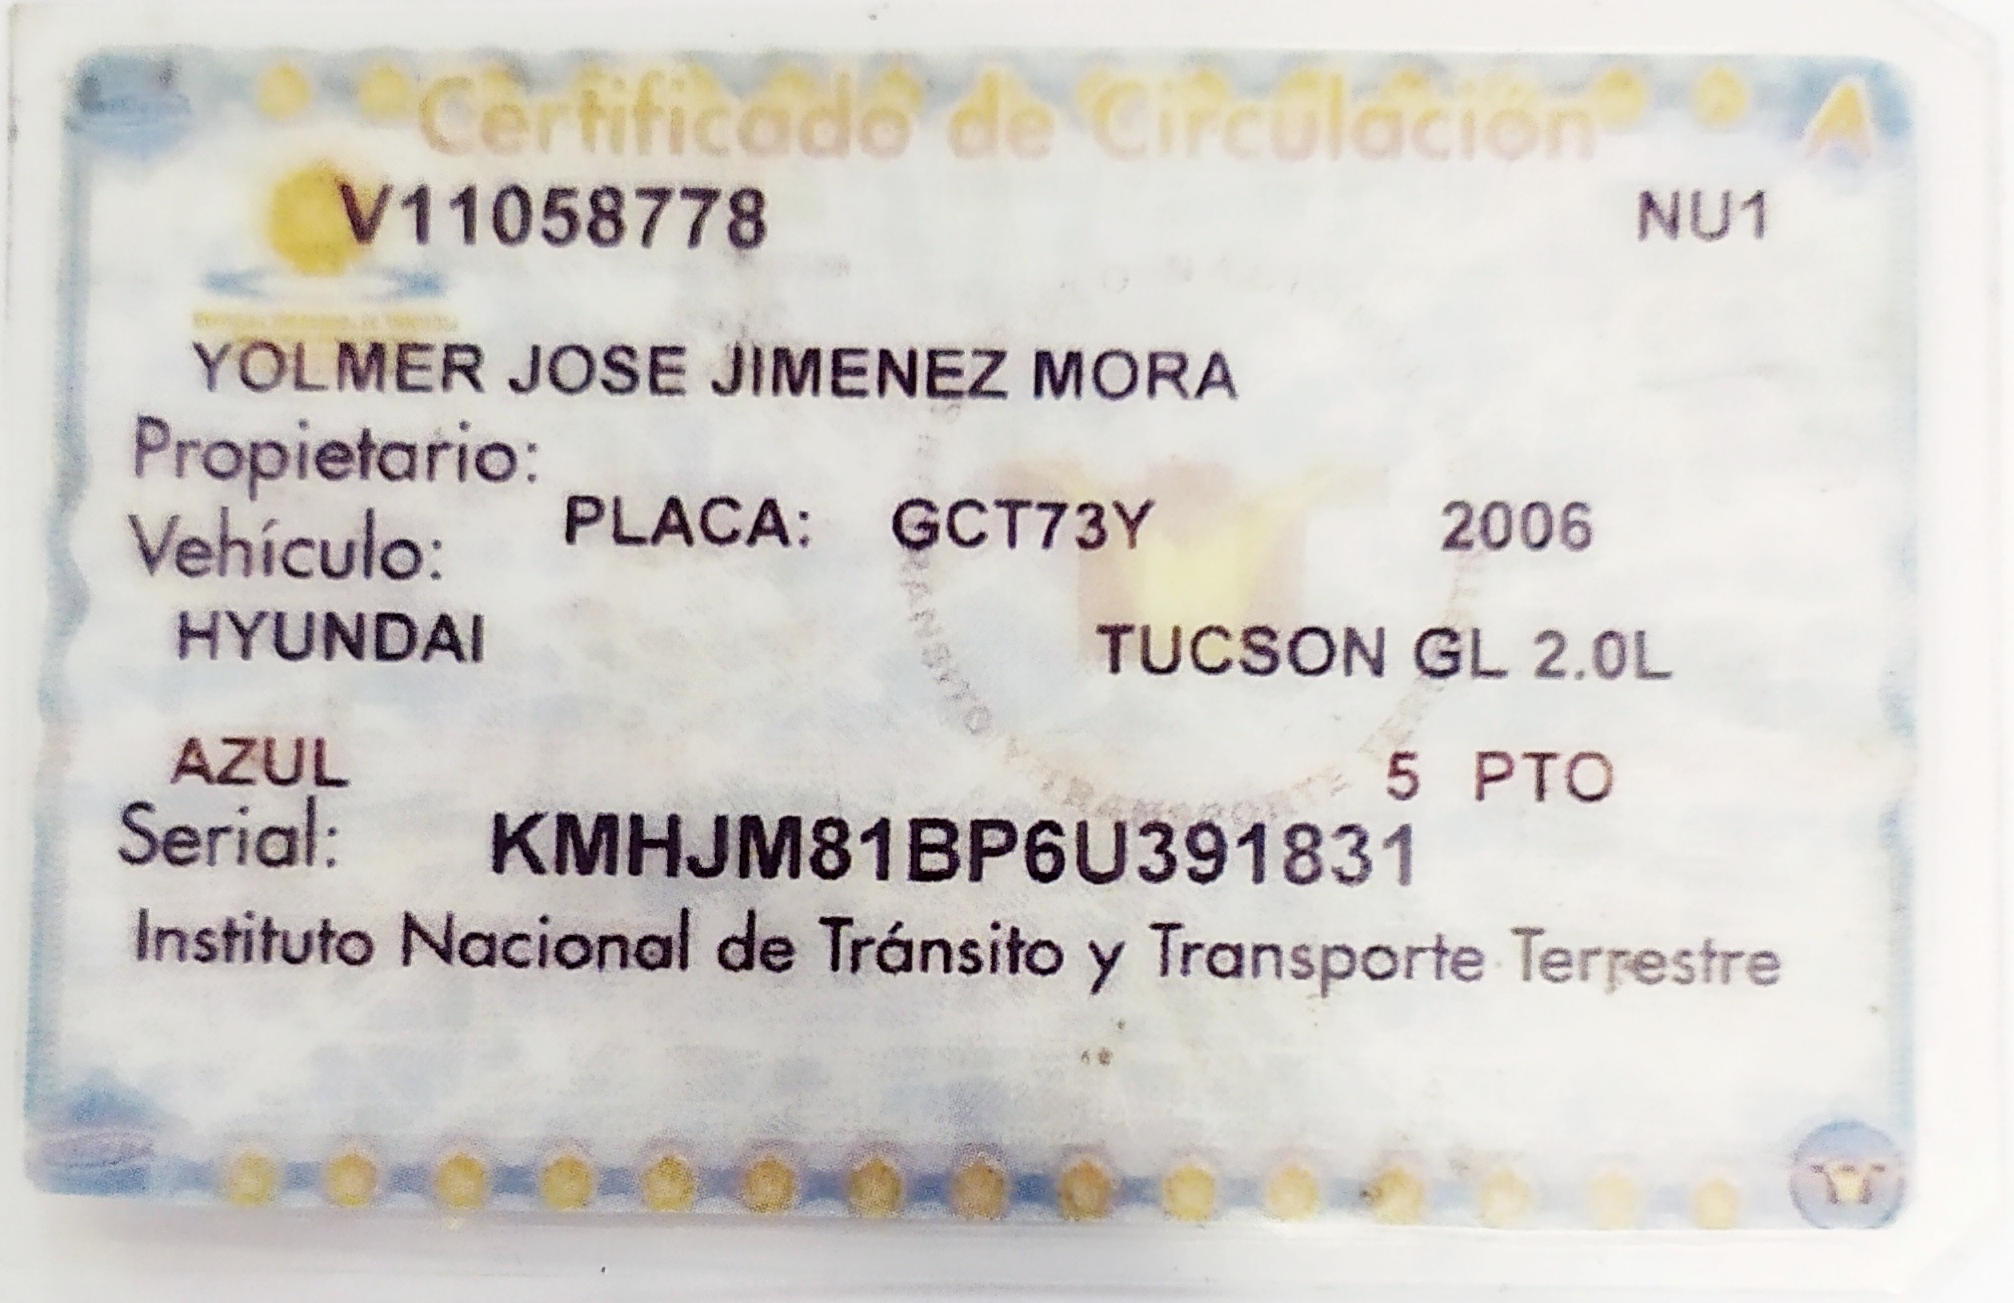 Certificado de Circulación
V11058778 NU1
YOLMER JOSE JIMENEZ MORA
Propietario:
Vehículo: PLACA: GCT73Y 2006
HYUNDAI TUCSON GL 2.0L
AZUL 5 PTO
Serial: KMHJM81BP6U391831
Instituto Nacional de Tránsito y Transporte Terrestre